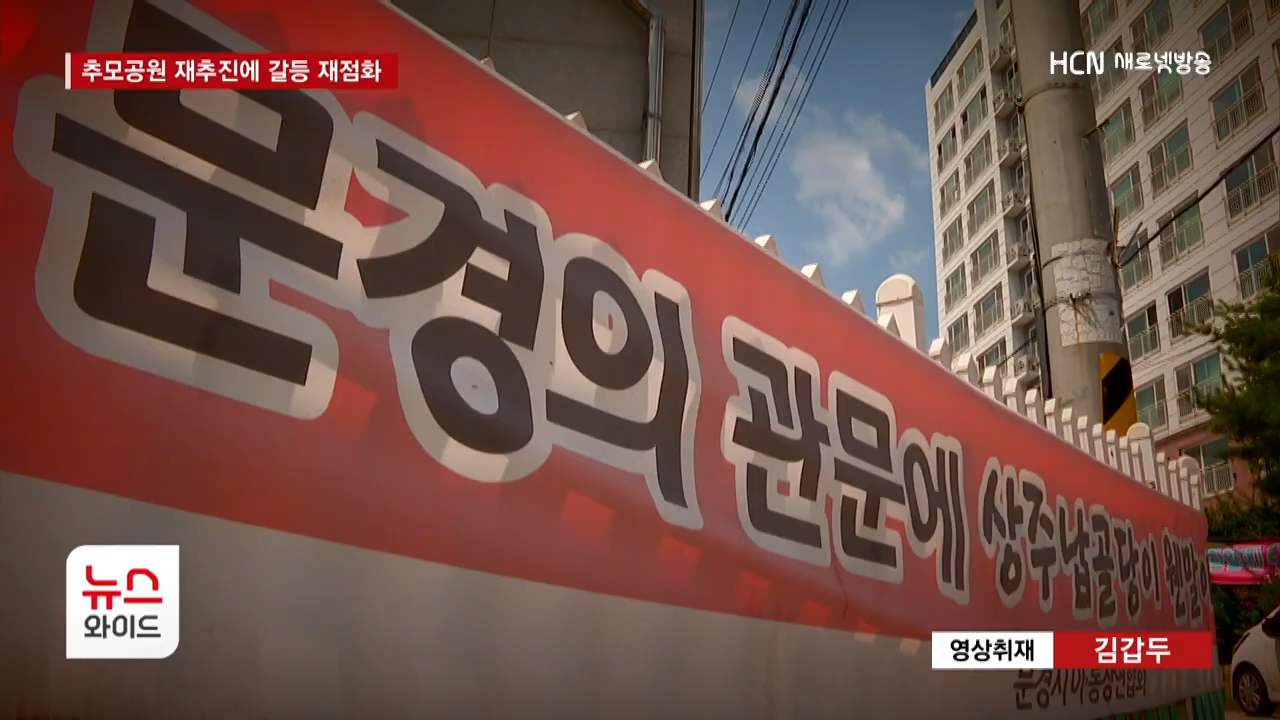 추모공원 재추진에 갈등 재점화
HCN 새로넷방송
문경의 관문에 상주납골당이 웬말이
뉴스
와이드
영상취재 김갑두